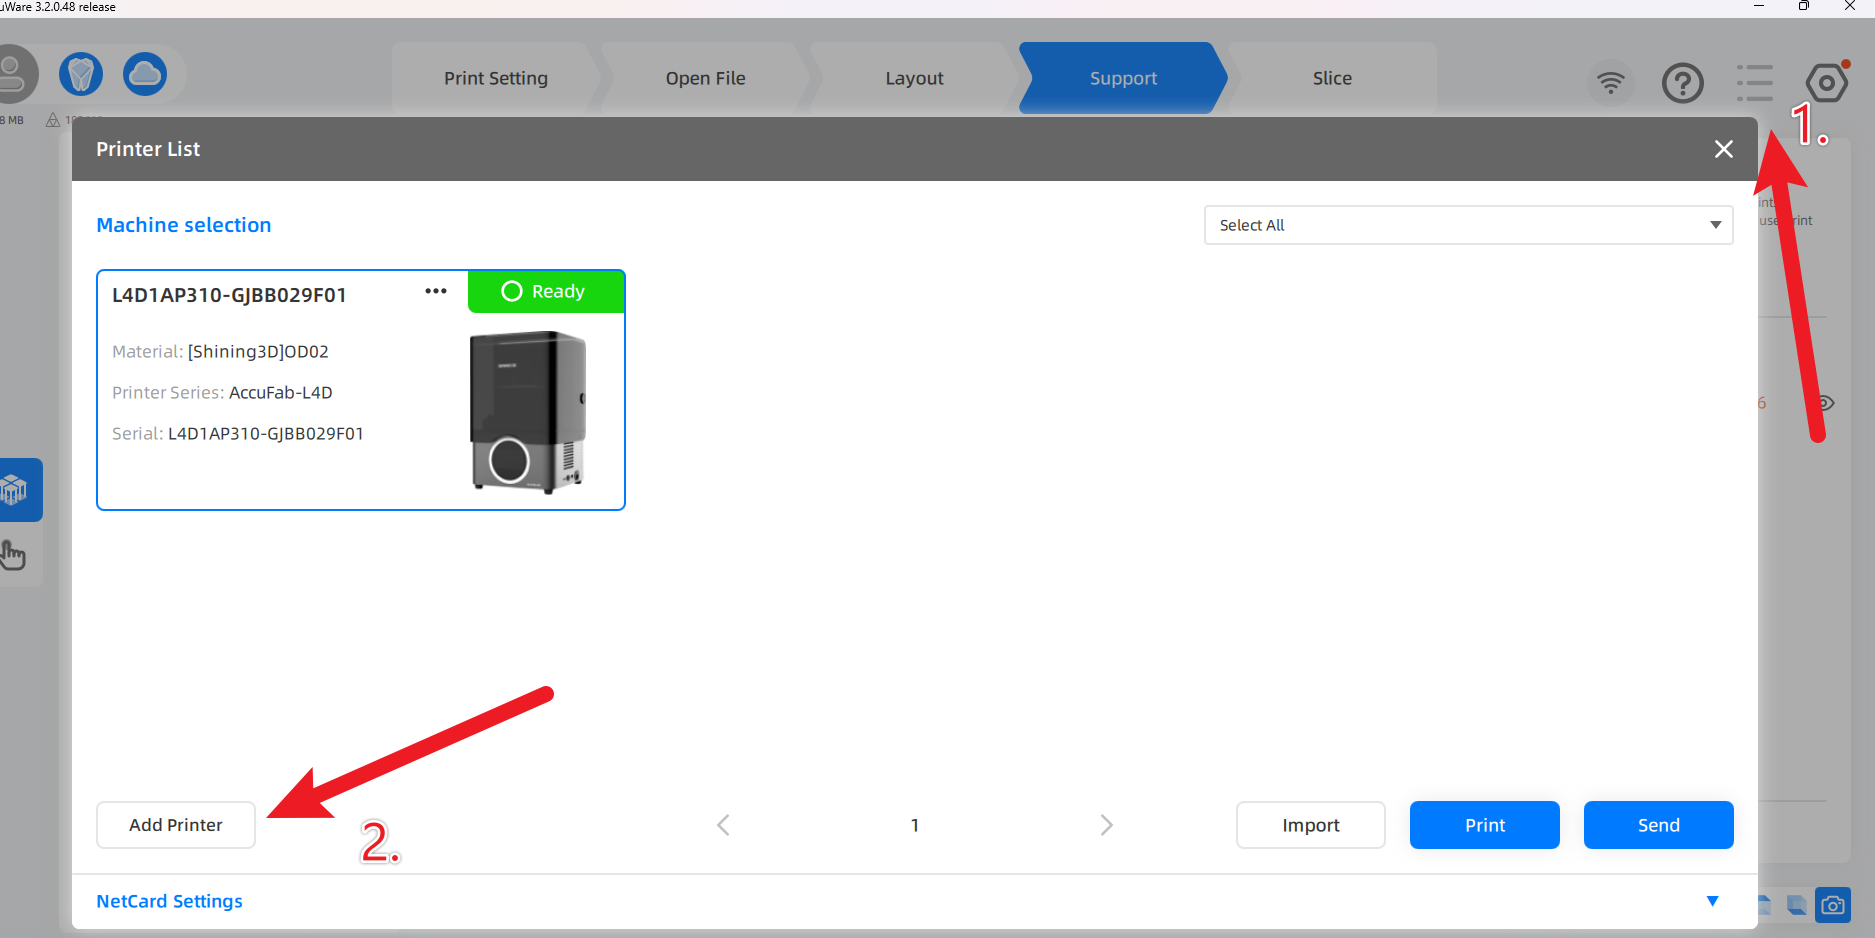 uWare 3.2.0.48 release
Print Setting
Open File
Layout
Support
Slice
8 MB
1.
Printer List
Machine selection
Select All
L4D1AP310-GJBB029F01
Ready
Material: [Shining3D]OD02
Printer Series: AccuFab-L4D
Serial: L4D1AP310-GJBB029F01
6
Add Printer
2.
1
Import
Print
Send
NetCard Settings